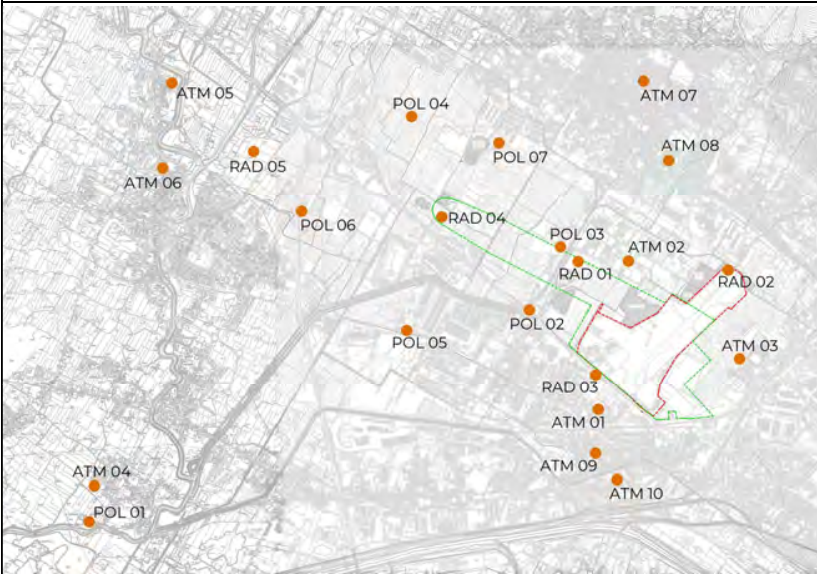 ATM 05
ATM 07
POL 04
POL 07
ATM 08
RAD 05
ATM 06
POL 06
RAD 04
POL 03
ATM 02
RAD 01
RAD 02
POL 02
POL 05
ATM 03
RAD 03
ATM 01
ATM 09
ATM 04
ATM 10
POL 01